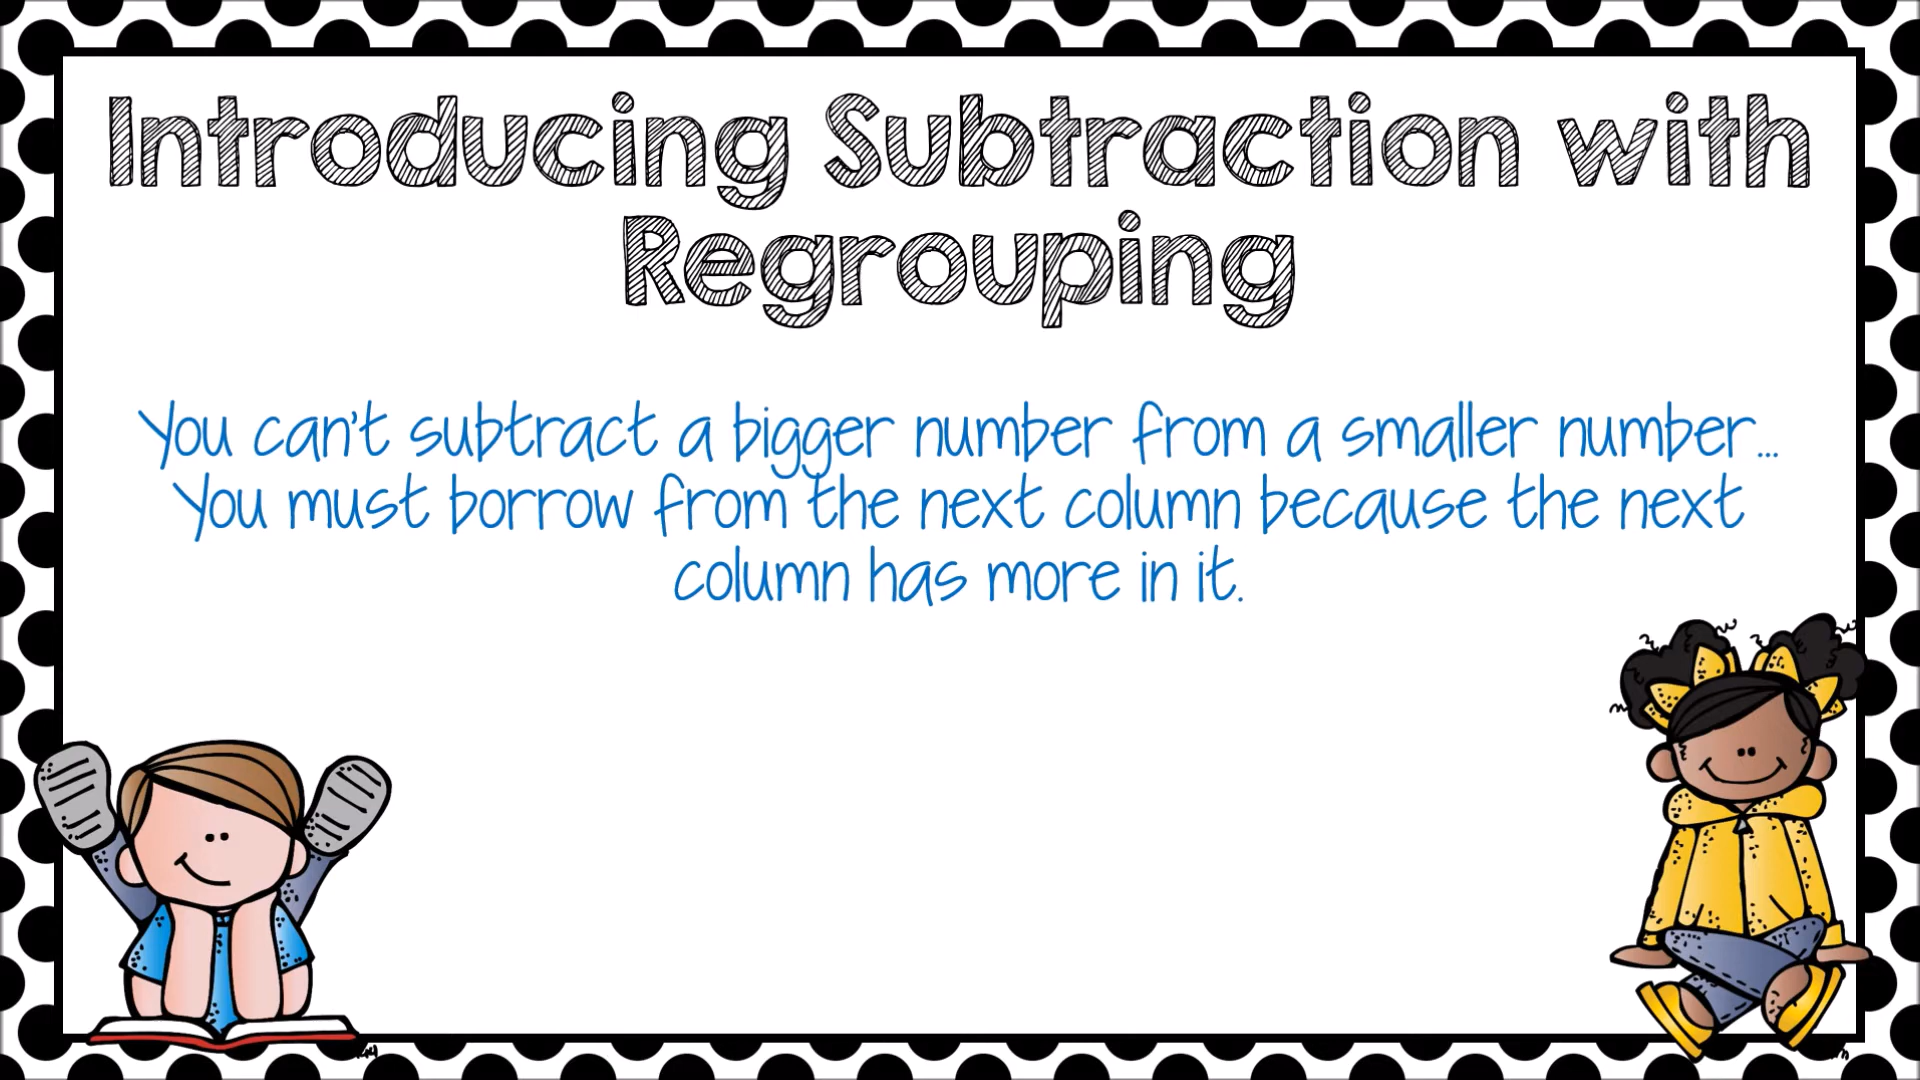 Introducing Subtraction with
Regrouping
You can't subtract a bigger number from a smaller number...
You must borrow from the next column because the next
column has more in it.